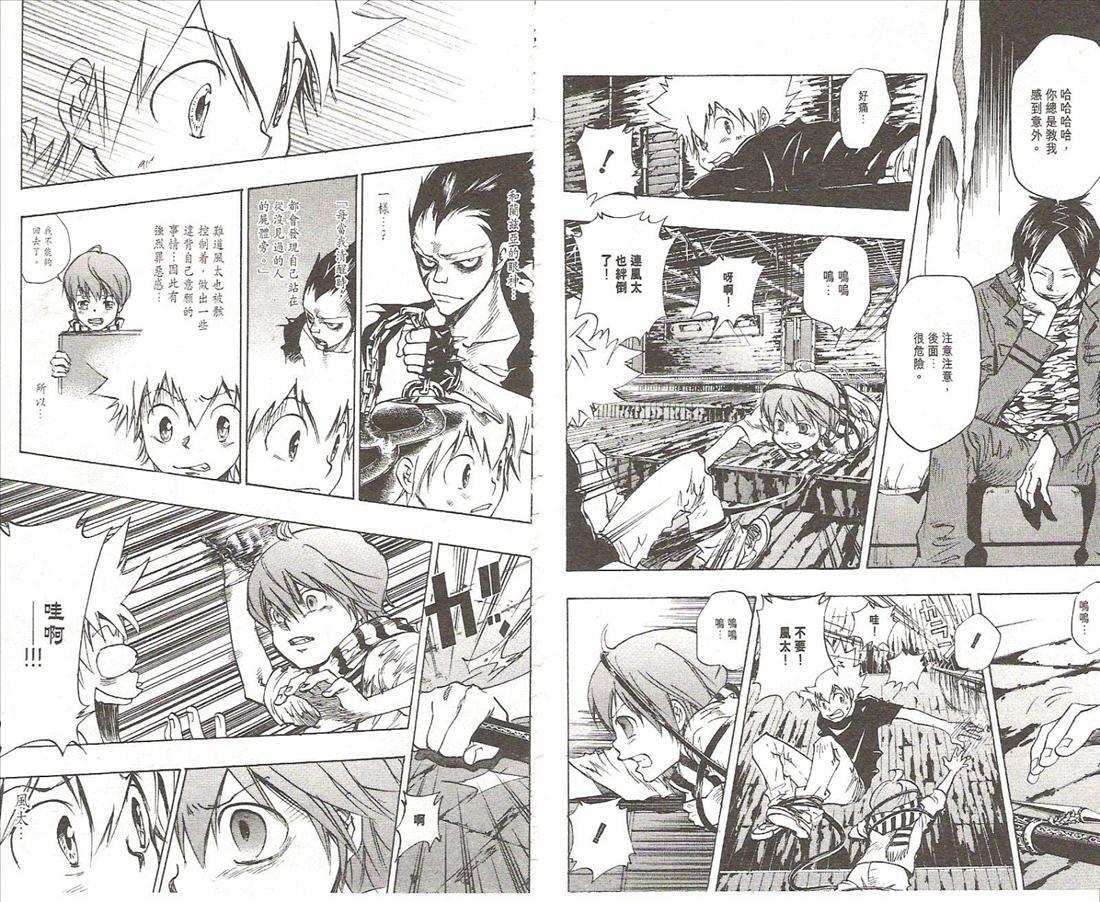 哈哈哈哈，
你總是教我
感到意外。
注意注意，
後面…
很危險。
好痛…
！
嗚嗚
嗚…
呀啊！
連風太
也絆倒
了！
嗚嗚
！
ガラ
哇！
不要！
風太！
嗚嗚
嗚…
！
和蘭茲亞的眼神…
一樣…？
「每當我清醒時，
都會發現自己站在
從沒見過的人
的屍體旁。」
難道風太也被骸
控制着，做出一些
違背自己意願的
事情…因此有
強烈罪惡感…
我不能夠
回去了。
所以…
ガッ
哇啊
——!!!
啊
風太…